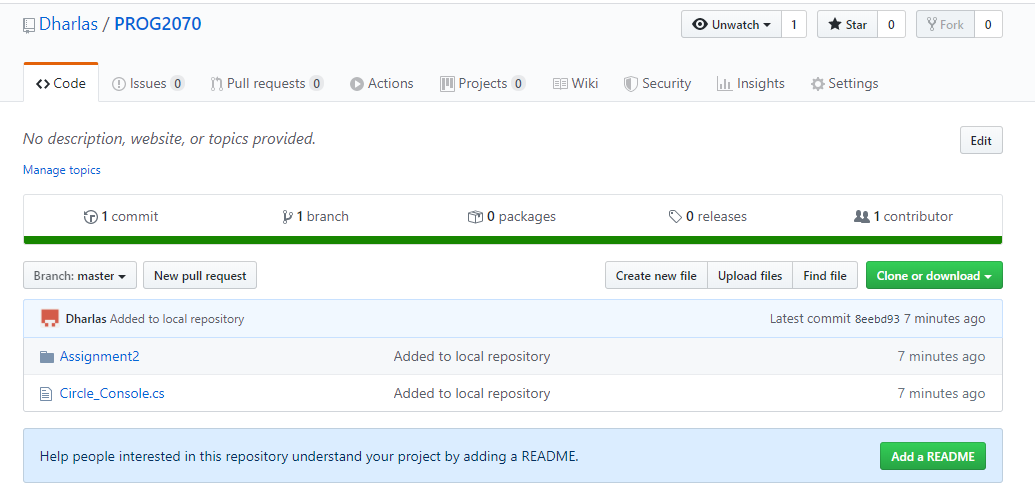 Dharlas / PROG2070
Unwatch 1 Star 0 Fork 0
Code Issues 0 Pull requests 0 Actions Projects 0 Wiki Security Insights Settings
No description, website, or topics provided.
Edit
Manage topics
1 commit 1 branch 0 packages 0 releases 1 contributor
Branch: master New pull request Create new file Upload files Find file Clone or download
Dharlas Added to local repository Latest commit 8eebd93 7 minutes ago
Assignment2 Added to local repository 7 minutes ago
Circle_Console.cs Added to local repository 7 minutes ago
Help people interested in this repository understand your project by adding a README. Add a README